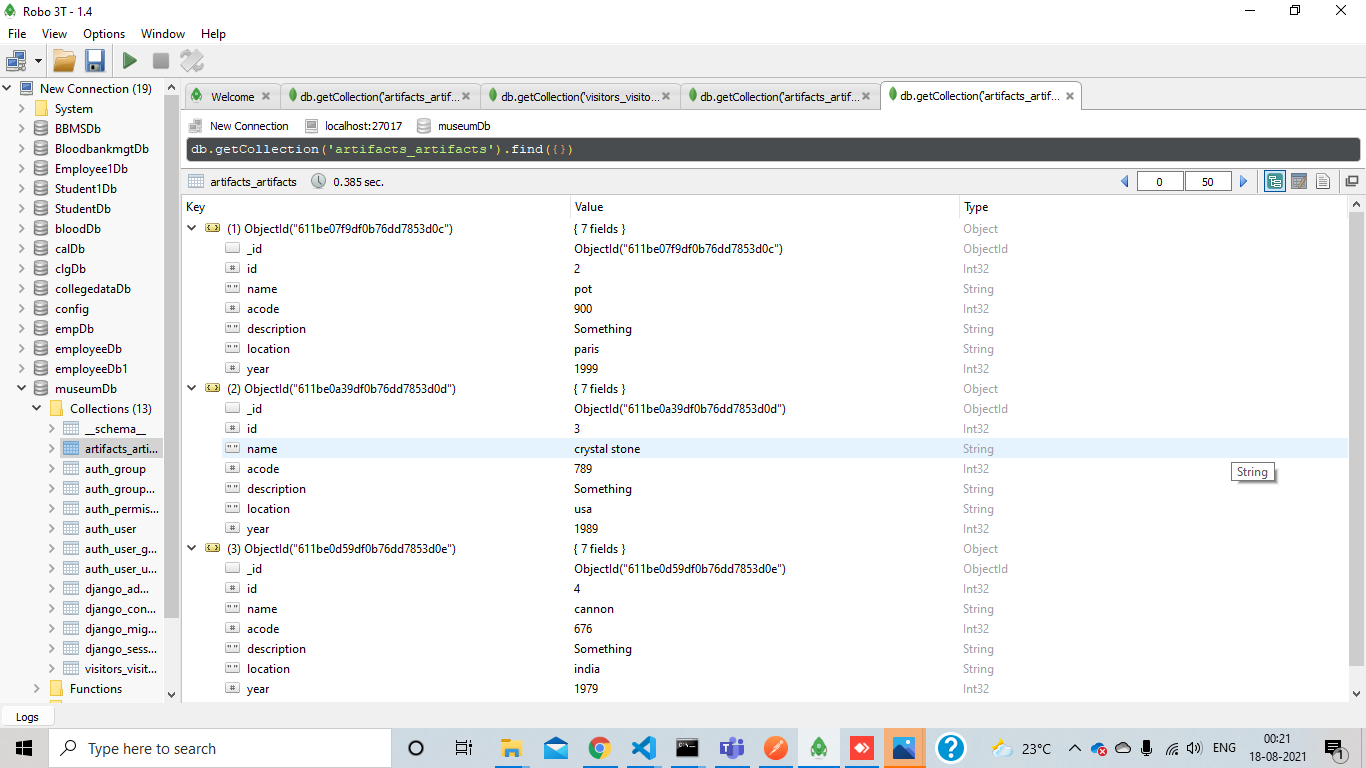 Robo 3T - 1.4
File View Options Window Help
New Connection (19)
System
BBMSDb
BloodbankmgtDb
Employee1Db
Student1Db
StudentDb
bloodDb
calDb
clgDb
collegedataDb
config
empDb
employeeDb
employeeDb1
museumDb
Collections (13)
__schema__
artifacts_arti...
auth_group
auth_group...
auth_permis...
auth_user
auth_user_g...
auth_user_u...
django_ad...
django_con...
django_mig...
django_sess...
visitors_visit...
Functions
Welcome db.getCollection('artifacts_artif... db.getCollection('visitors_visito... db.getCollection('artifacts_artif... db.getCollection('artifacts_artif...
New Connection localhost:27017 museumDb
db.getCollection('artifacts_artifacts').find({})
artifacts_artifacts 0.385 sec. 0 50
Key Value Type
(1) ObjectId("611be07f9df0b76dd7853d0c") { 7 fields } Object
_id ObjectId("611be07f9df0b76dd7853d0c") ObjectId
# id 2 Int32
"" name pot String
# acode 900 Int32
"" description Something String
"" location paris String
# year 1999 Int32
(2) ObjectId("611be0a39df0b76dd7853d0d") { 7 fields } Object
_id ObjectId("611be0a39df0b76dd7853d0d") ObjectId
# id 3 Int32
"" name crystal stone String
# acode 789 Int32
String
"" description Something String
"" location usa String
# year 1989 Int32
(3) ObjectId("611be0d59df0b76dd7853d0e") { 7 fields } Object
_id ObjectId("611be0d59df0b76dd7853d0e") ObjectId
# id 4 Int32
"" name cannon String
# acode 676 Int32
"" description Something String
"" location india String
# year 1979 Int32
Logs
Type here to search
23°C
ENG
00:21
18-08-2021
1